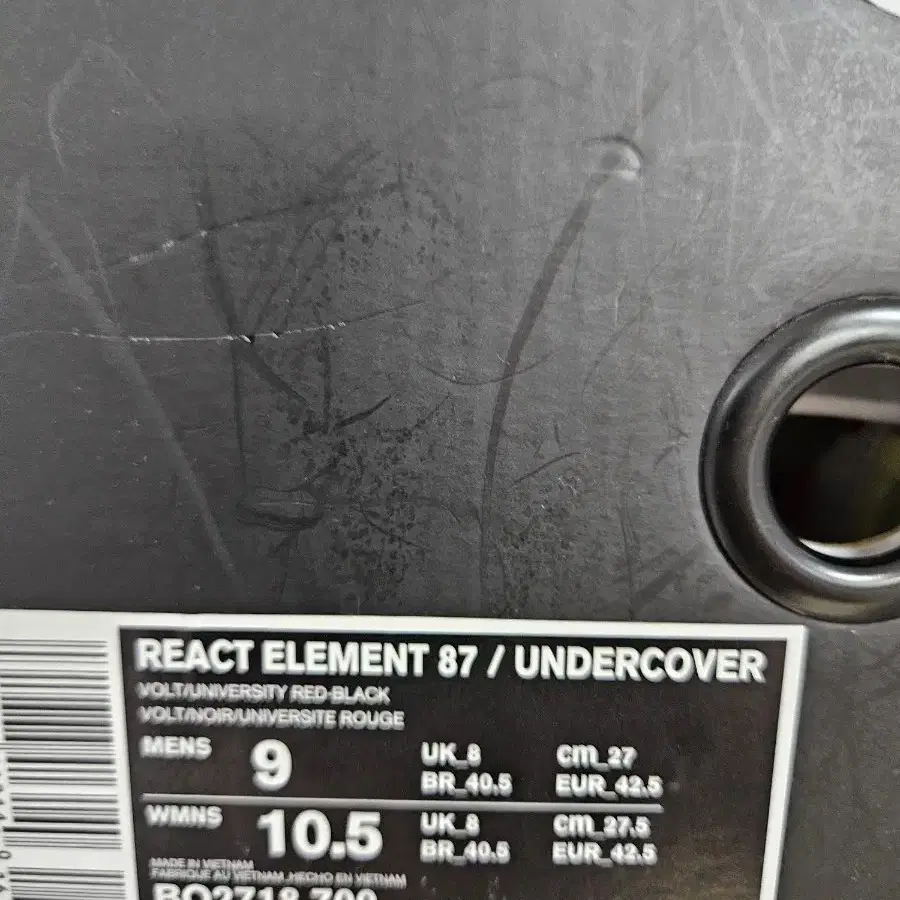 REACT ELEMENT 87 / UNDERCOVER
VOLT/UNIVERSITY RED-BLACK
VOLT/NOIR/UNIVERSITE ROUGE
MENS 9 UK_8 cm_27
BR_40.5 EUR_42.5
WMNS 10.5 UK_8 cm_27.5
BR_40.5 EUR_42.5
MADE IN VIETNAM
FABRIQUE AU VIETNAM .HECHO EN VIETNAM
BQ2718 700